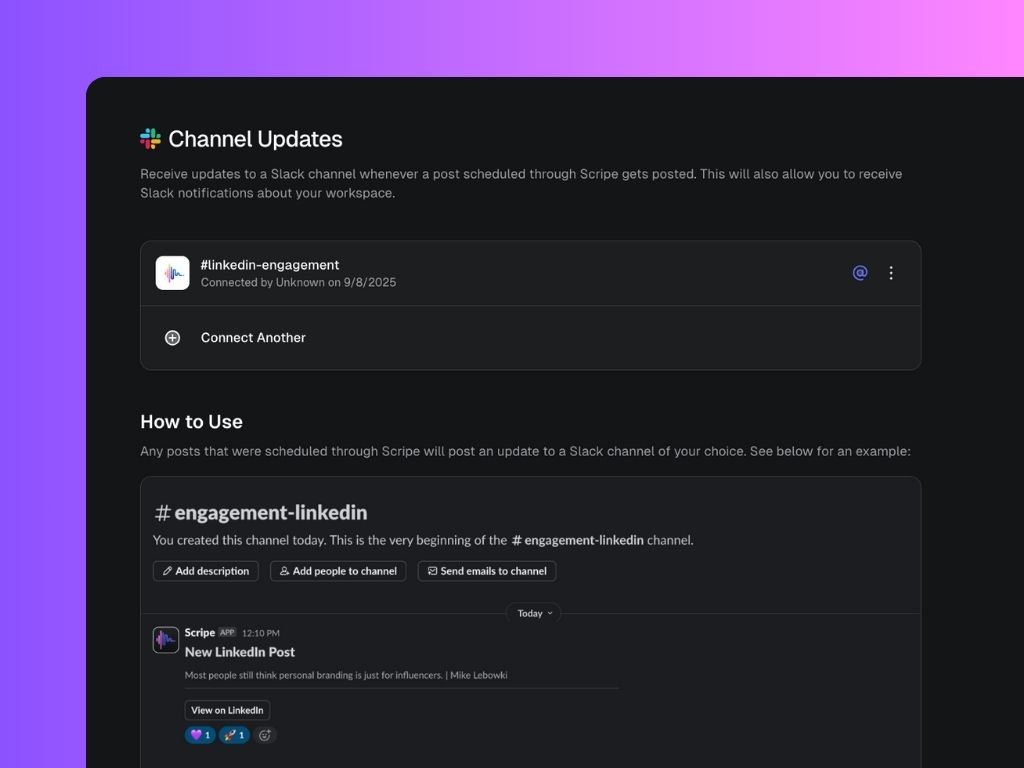 Channel Updates
Receive updates to a Slack channel whenever a post scheduled through Scripe gets posted. This will also allow you to receive
Slack notifications about your workspace.
#linkedin-engagement
Connected by Unknown on 9/8/2025
@
Connect Another
How to Use
Any posts that were scheduled through Scripe will post an update to a Slack channel of your choice. See below for an example:
# engagement-linkedin
You created this channel today. This is the very beginning of the # engagement-linkedin channel.
Add description Add people to channel Send emails to channel
Today
Scripe APP 12:10 PM
New LinkedIn Post
Most people still think personal branding is just for influencers. | Mike Lebowki
View on LinkedIn
💜 1 🚀 1